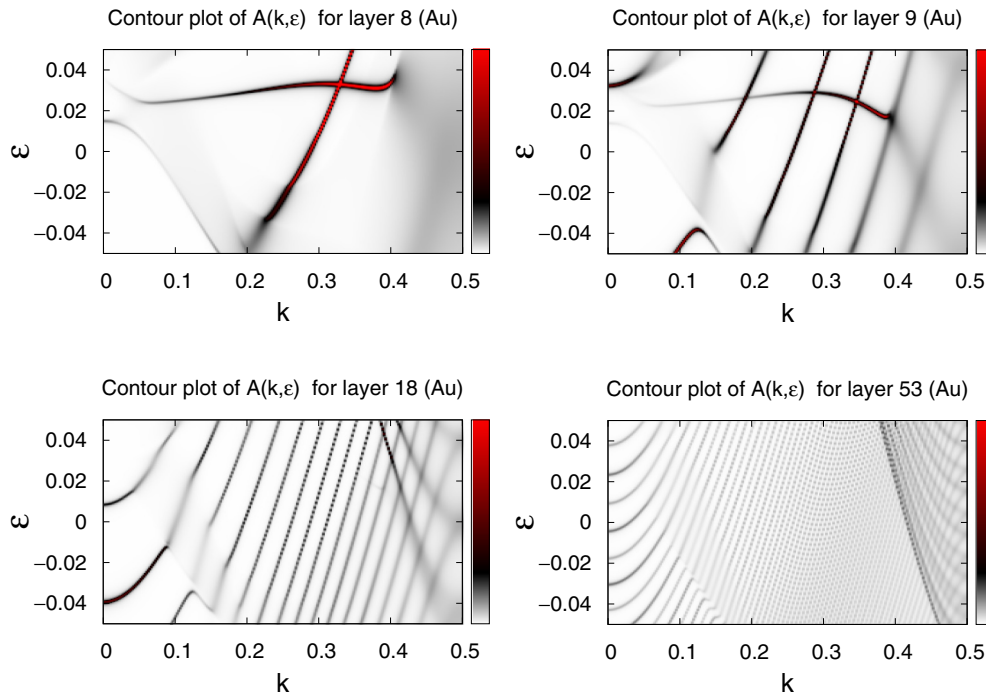 Contour plot of A(k,ε) for layer 8 (Au)
0.04
0.02
0
−0.02
−0.04
ε
0 0.1 0.2 0.3 0.4 0.5
k
Contour plot of A(k,ε) for layer 9 (Au)
0.04
0.02
0
−0.02
−0.04
ε
0 0.1 0.2 0.3 0.4 0.5
k
Contour plot of A(k,ε) for layer 18 (Au)
0.04
0.02
0
−0.02
−0.04
ε
0 0.1 0.2 0.3 0.4 0.5
k
Contour plot of A(k,ε) for layer 53 (Au)
0.04
0.02
0
−0.02
−0.04
ε
0 0.1 0.2 0.3 0.4 0.5
k